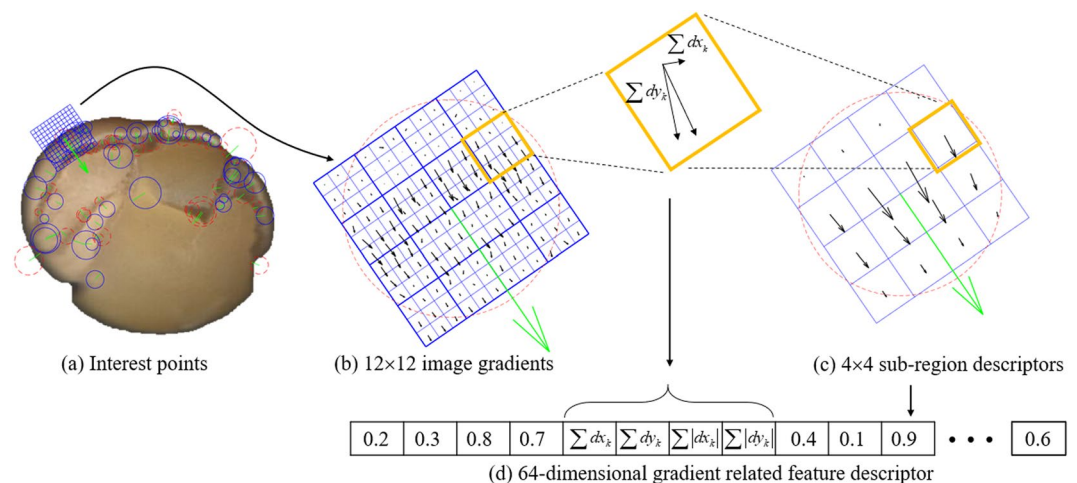 ∑dxₖ
∑dyₖ
(a) Interest points
(b) 12×12 image gradients
(c) 4×4 sub-region descriptors
0.2 0.3 0.8 0.7 ∑dxₖ ∑dyₖ ∑|dxₖ| ∑|dyₖ| 0.4 0.1 0.9 • • • 0.6
(d) 64-dimensional gradient related feature descriptor